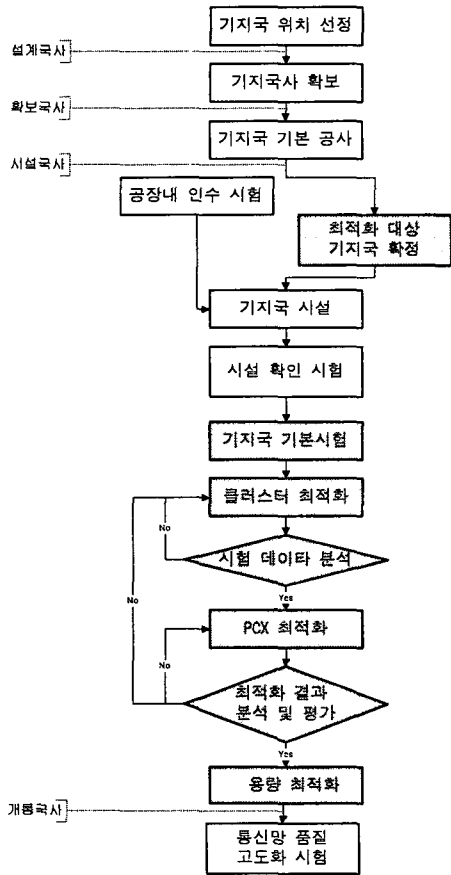 기지국 위치 선정
설계국사
기지국사 확보
확보국사
기지국 기본 공사
시설국사
공장내 인수 시험
최적화 대상
기지국 확정
기지국 시설
시설 확인 시험
기지국 기본시험
클러스터 최적화
No
시험 데이타 분석
Yes
No
PCX 최적화
No
최적화 결과
분석 및 평가
Yes
용량 최적화
개통국사
통신망 품질
고도화 시험